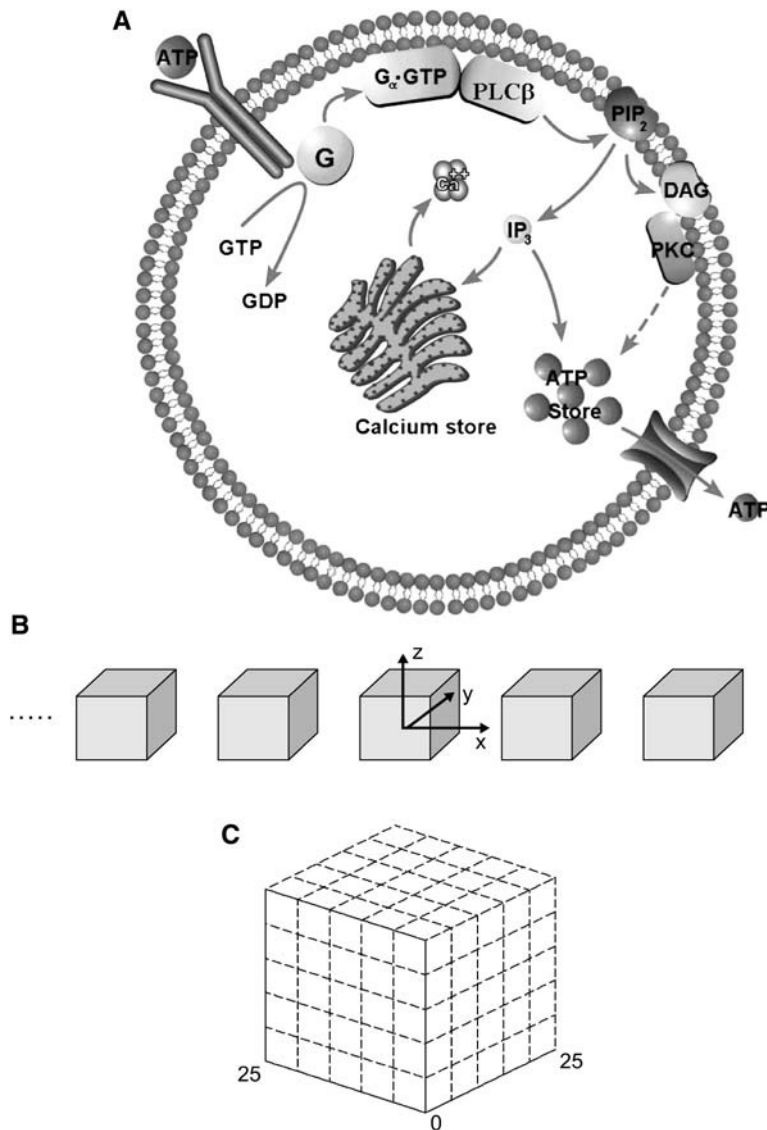 A
ATP
Gα·GTP
PLCβ
PIP2
G
Ca++
DAG
IP3
PKC
GTP
GDP
ATP
Store
Calcium store
ATP
B
z
y
.....
x
C
25
25
0